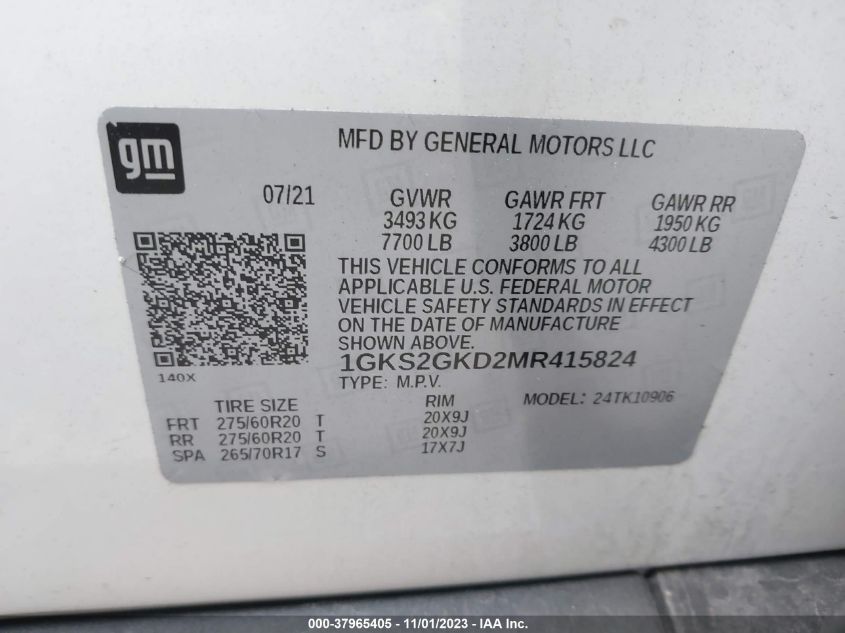 gm
MFD BY GENERAL MOTORS LLC
07/21
GVWR GAWR FRT GAWR RR
3493 KG 1724 KG 1950 KG
7700 LB 3800 LB 4300 LB
THIS VEHICLE CONFORMS TO ALL
APPLICABLE U.S. FEDERAL MOTOR
VEHICLE SAFETY STANDARDS IN EFFECT
ON THE DATE OF MANUFACTURE
SHOWN ABOVE.
1GKS2GKD2MR415824
140X
TYPE: M.P.V.
TIRE SIZE RIM MODEL: 24TK10906
FRT 275/60R20 T 20X9J
RR 275/60R20 T 20X9J
SPA 265/70R17 S 17X7J
000-37965405 - 11/01/2023 - IAA Inc.